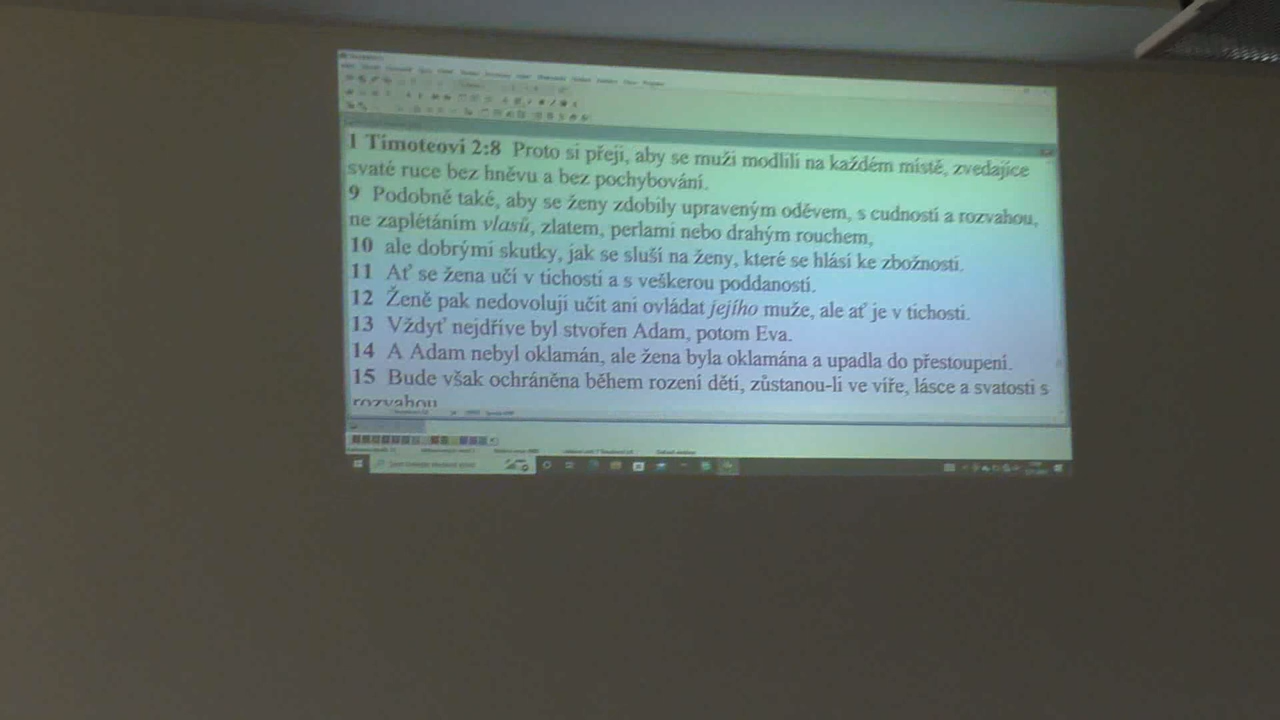 1 Timoteovi 2:8 Proto si přeji, aby se muži modlili na každém místě, zvedajíce
svaté ruce bez hněvu a bez pochybování.
9 Podobně také, aby se ženy zdobily upraveným oděvem, s cudností a rozvahou,
ne zaplétáním vlasů, zlatem, perlami nebo drahým rouchem,
10 ale dobrými skutky, jak se sluší na ženy, které se hlásí ke zbožnosti.
11 Ať se žena učí v tichosti a s veškerou poddaností.
12 Ženě pak nedovoluji učit ani ovládat jejího muže, ale ať je v tichosti.
13 Vždyť nejdříve byl stvořen Adam, potom Eva.
14 A Adam nebyl oklamán, ale žena byla oklamána a upadla do přestoupení.
15 Bude však ochráněna během rození dětí, zůstanou-li ve víře, lásce a svatosti s
rozvahou